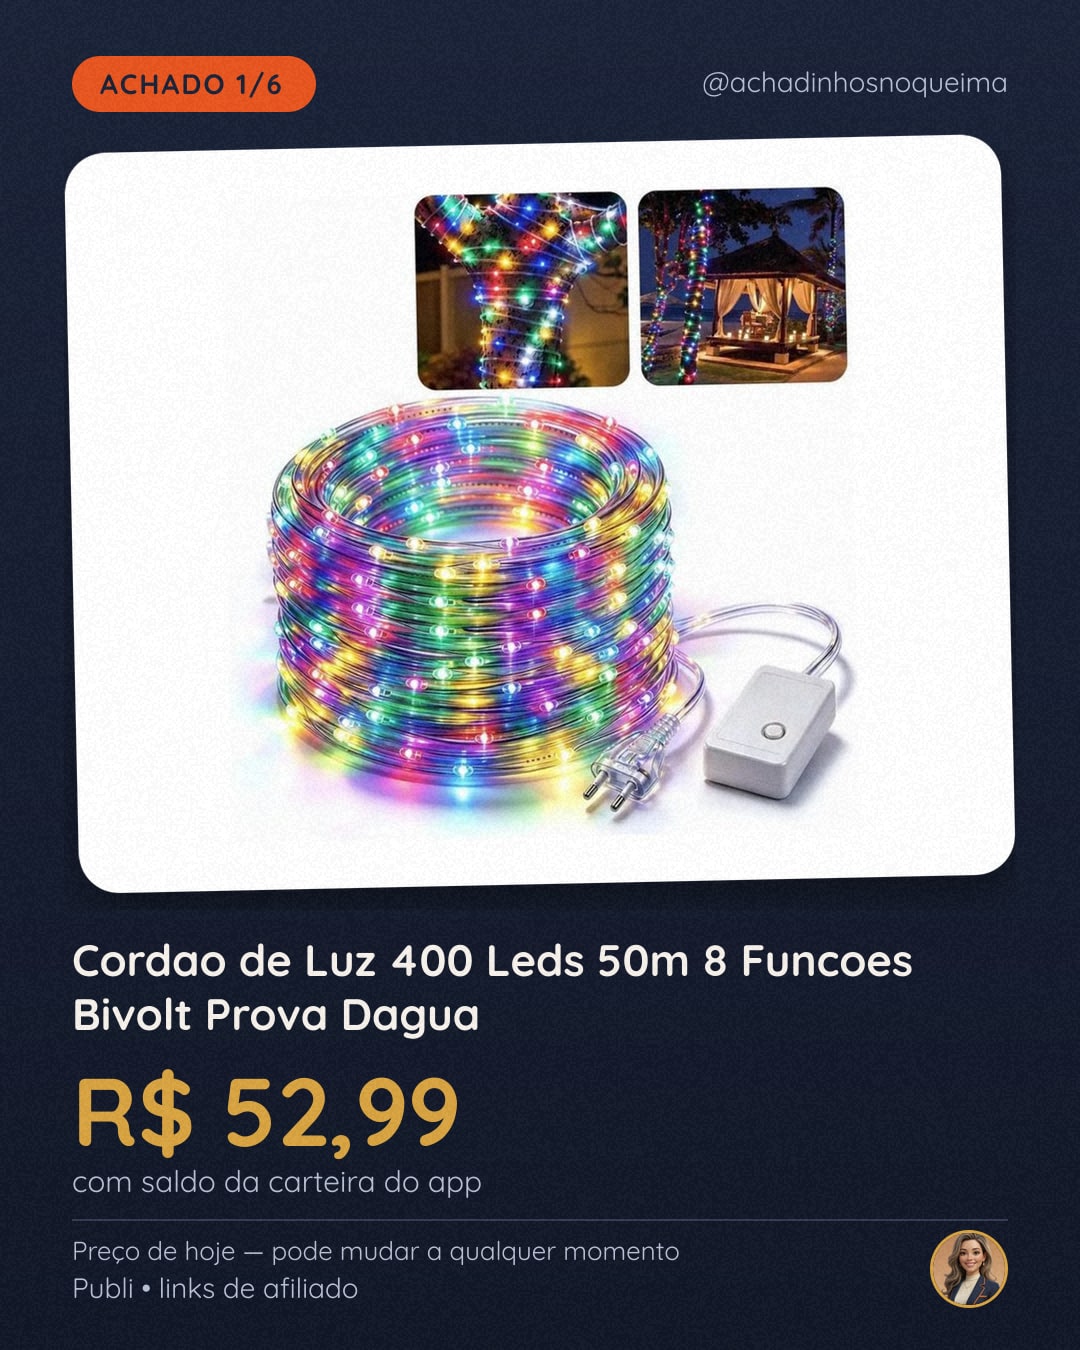 ACHADO 1/6
@achadinhosnoqueima
Cordao de Luz 400 Leds 50m 8 Funcoes
Bivolt Prova Dagua
R$ 52,99
com saldo da carteira do app
Preço de hoje — pode mudar a qualquer momento
Publi • links de afiliado